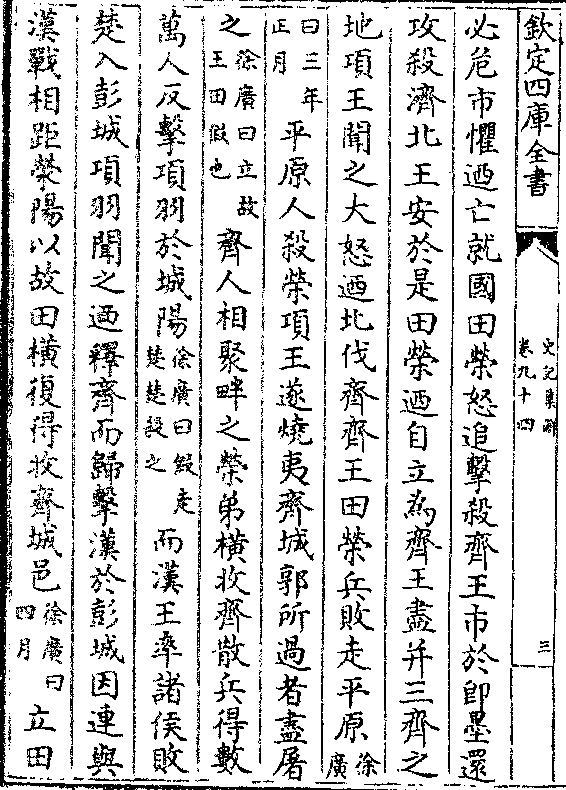 欽定四庫全書
史記集解
卷九十四
三
必危市懼迺亡就國田榮怒追擊殺齊王市於即墨還
攻殺濟北王安於是田榮迺自立為齊王盡并三齊之
地項王聞之大怒迺北伐齊齊王田榮兵敗走平原徐廣
曰三年正月平原人殺榮項王遂燒夷齊城郭所過者盡屠
之徐廣曰立故王田假也齊人相聚畔之榮弟橫收齊散兵得數
萬人反擊項羽於城陽徐廣曰假走楚楚殺之而漢王率諸侯敗
楚入彭城項羽聞之迺釋齊而歸擊漢於彭城因連與
漢戰相距滎陽以故田橫復得收齊城邑徐廣曰四月立田